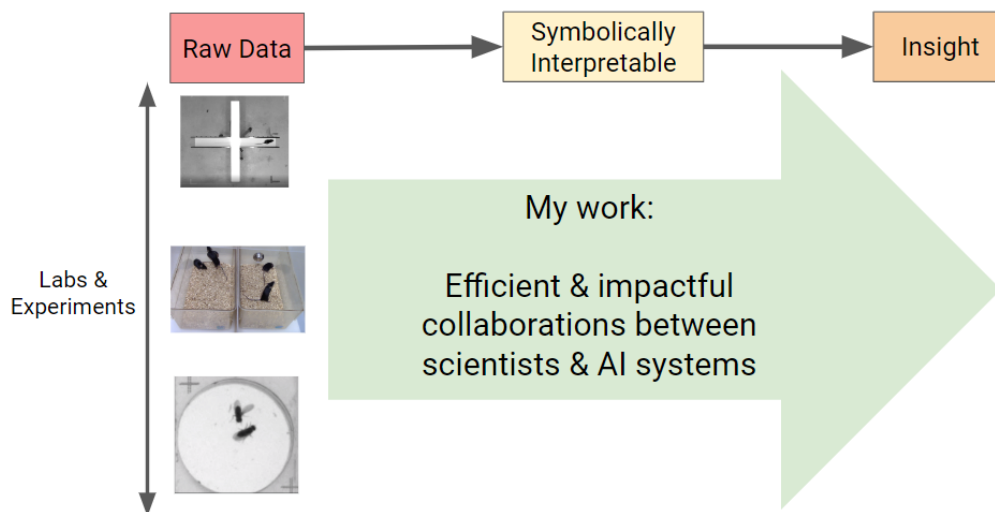 Raw Data
Symbolically
Interpretable
Insight
Labs &
Experiments
My work:
Efficient & impactful
collaborations between
scientists & AI systems